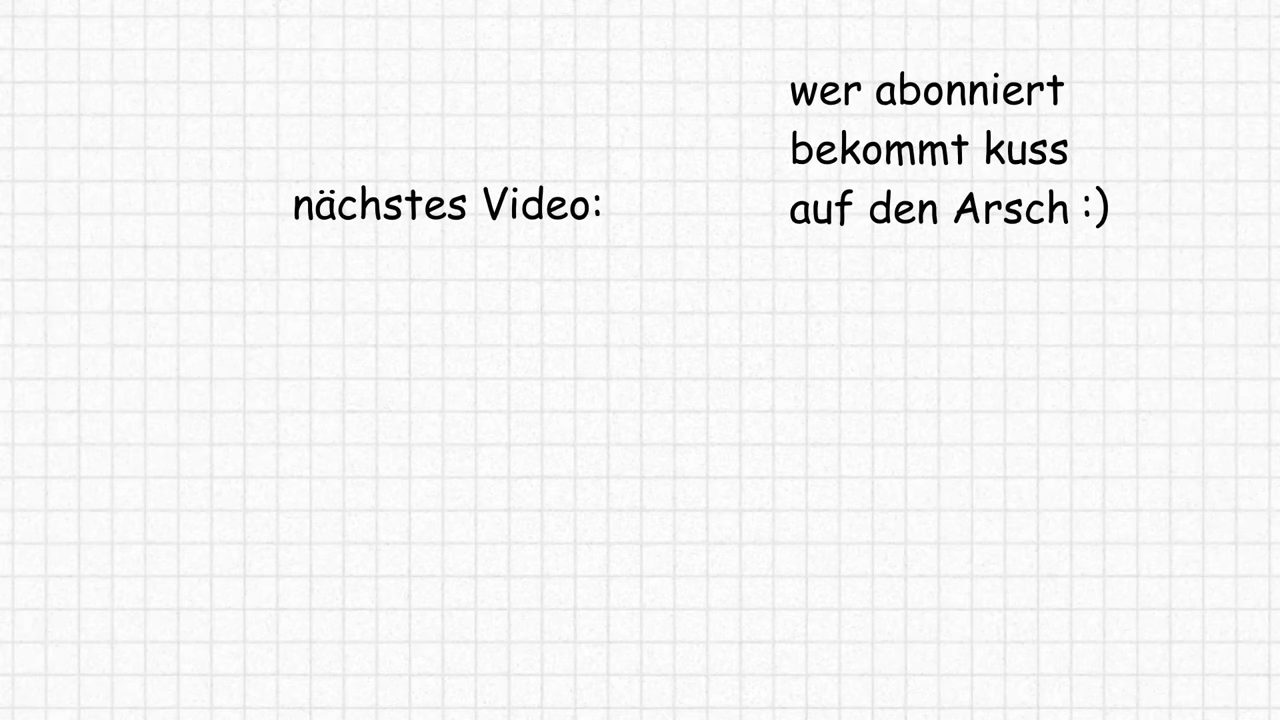 nächstes Video:
wer abonniert
bekommt kuss
auf den Arsch :)